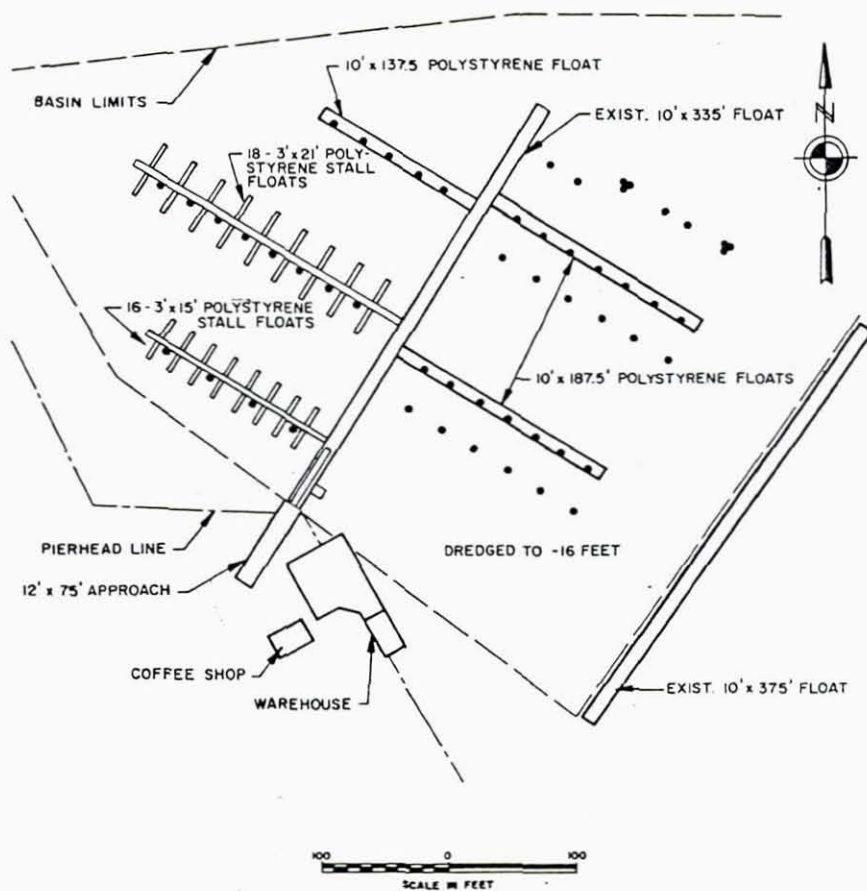 10' x 137.5 POLYSTYRENE FLOAT
BASIN LIMITS
EXIST. 10' x 335' FLOAT
N
18 - 3' x 21' POLY-
STYRENE STALL
FLOATS
16 - 3' x 15' POLYSTYRENE
STALL FLOATS
10' x 187.5' POLYSTYRENE FLOATS
PIERHEAD LINE
DREDGED TO -16 FEET
12' x 75' APPROACH
COFFEE SHOP
WAREHOUSE
EXIST. 10' x 375' FLOAT
100 0 100
SCALE IN FEET